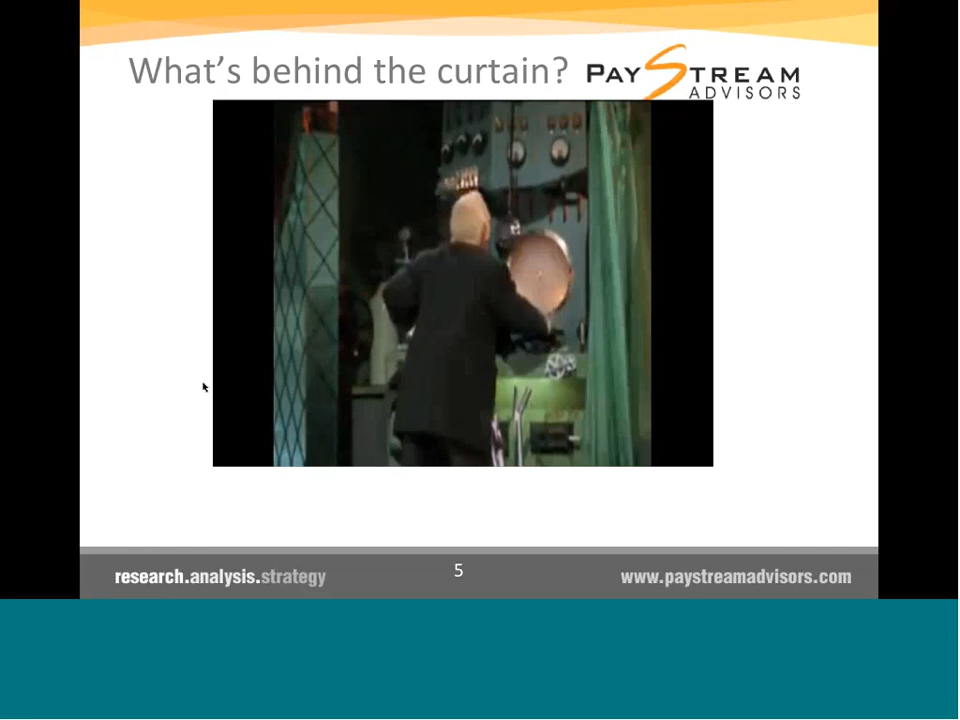 What's behind the curtain?
PAYSTREAM
ADVISORS
research.analysis.strategy
5
www.paystreamadvisors.com